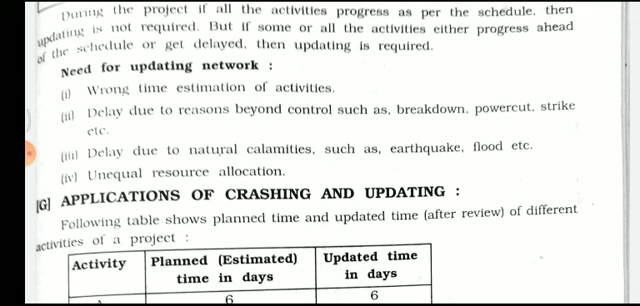 During the project if all the activities progress as per the schedule, then
updating is not required. But if some or all the activities either progress ahead
of the schedule or get delayed, then updating is required.
Need for updating network :
(i) Wrong time estimation of activities.
(ii) Delay due to reasons beyond control such as, breakdown, powercut, strike
etc.
(iii) Delay due to natural calamities, such as, earthquake, flood etc.
(iv) Unequal resource allocation.
[G] APPLICATIONS OF CRASHING AND UPDATING :
Following table shows planned time and updated time (after review) of different
activities of a project :
Activity Planned (Estimated) Updated time
time in days in days
A 6 6